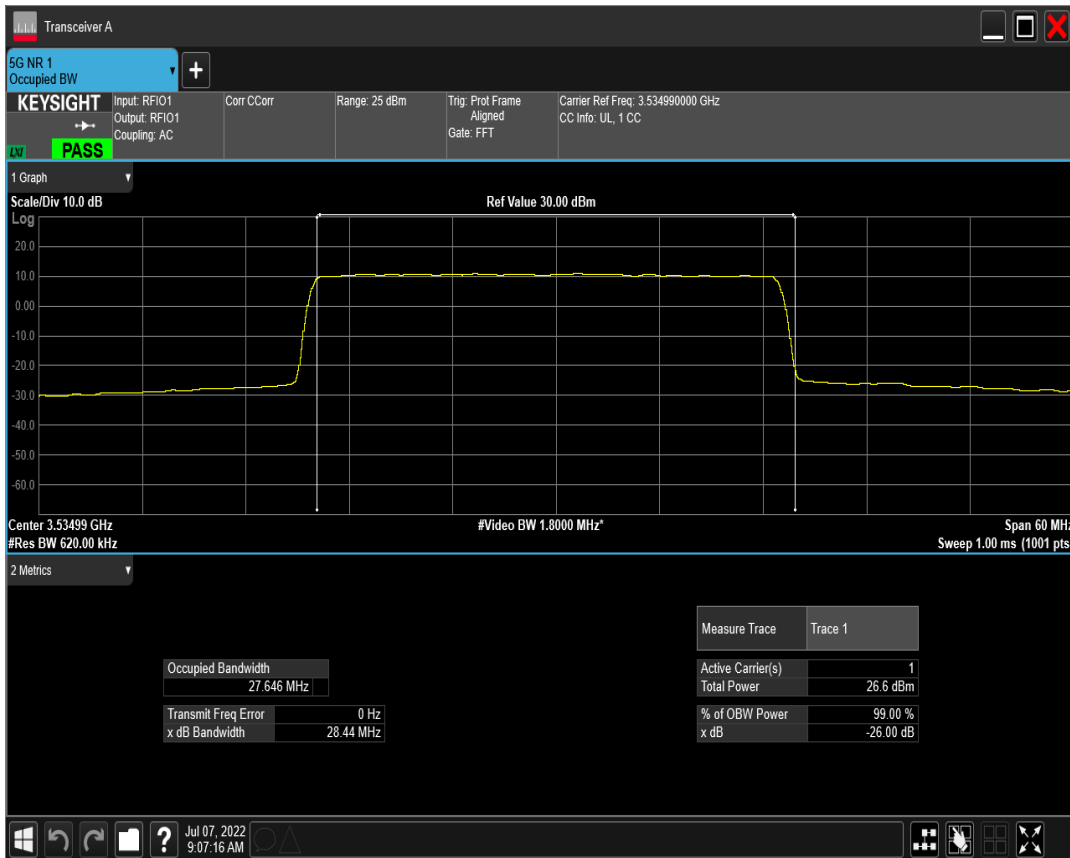 Transceiver A
5G NR 1
Occupied BW
KEYSIGHT
LXI
PASS
Input: RFIO1
Output: RFIO1
Coupling: AC
Corr CCorr
Range: 25 dBm
Trig: Prot Frame
Aligned
Gate: FFT
Carrier Ref Freq: 3.534990000 GHz
CC Info: UL, 1 CC
1 Graph
Scale/Div 10.0 dB
Ref Value 30.00 dBm
Log
20.0
10.0
0.00
-10.0
-20.0
-30.0
-40.0
-50.0
-60.0
Center 3.53499 GHz
#Video BW 1.8000 MHz*
Span 60 MHz
#Res BW 620.00 kHz
Sweep 1.00 ms (1001 pts
2 Metrics
Measure Trace Trace 1
Occupied Bandwidth
27.646 MHz
Active Carrier(s) 1
Total Power 26.6 dBm
Transmit Freq Error 0 Hz
x dB Bandwidth 28.44 MHz
% of OBW Power 99.00 %
x dB -26.00 dB
?
Jul 07, 2022
9:07:16 AM